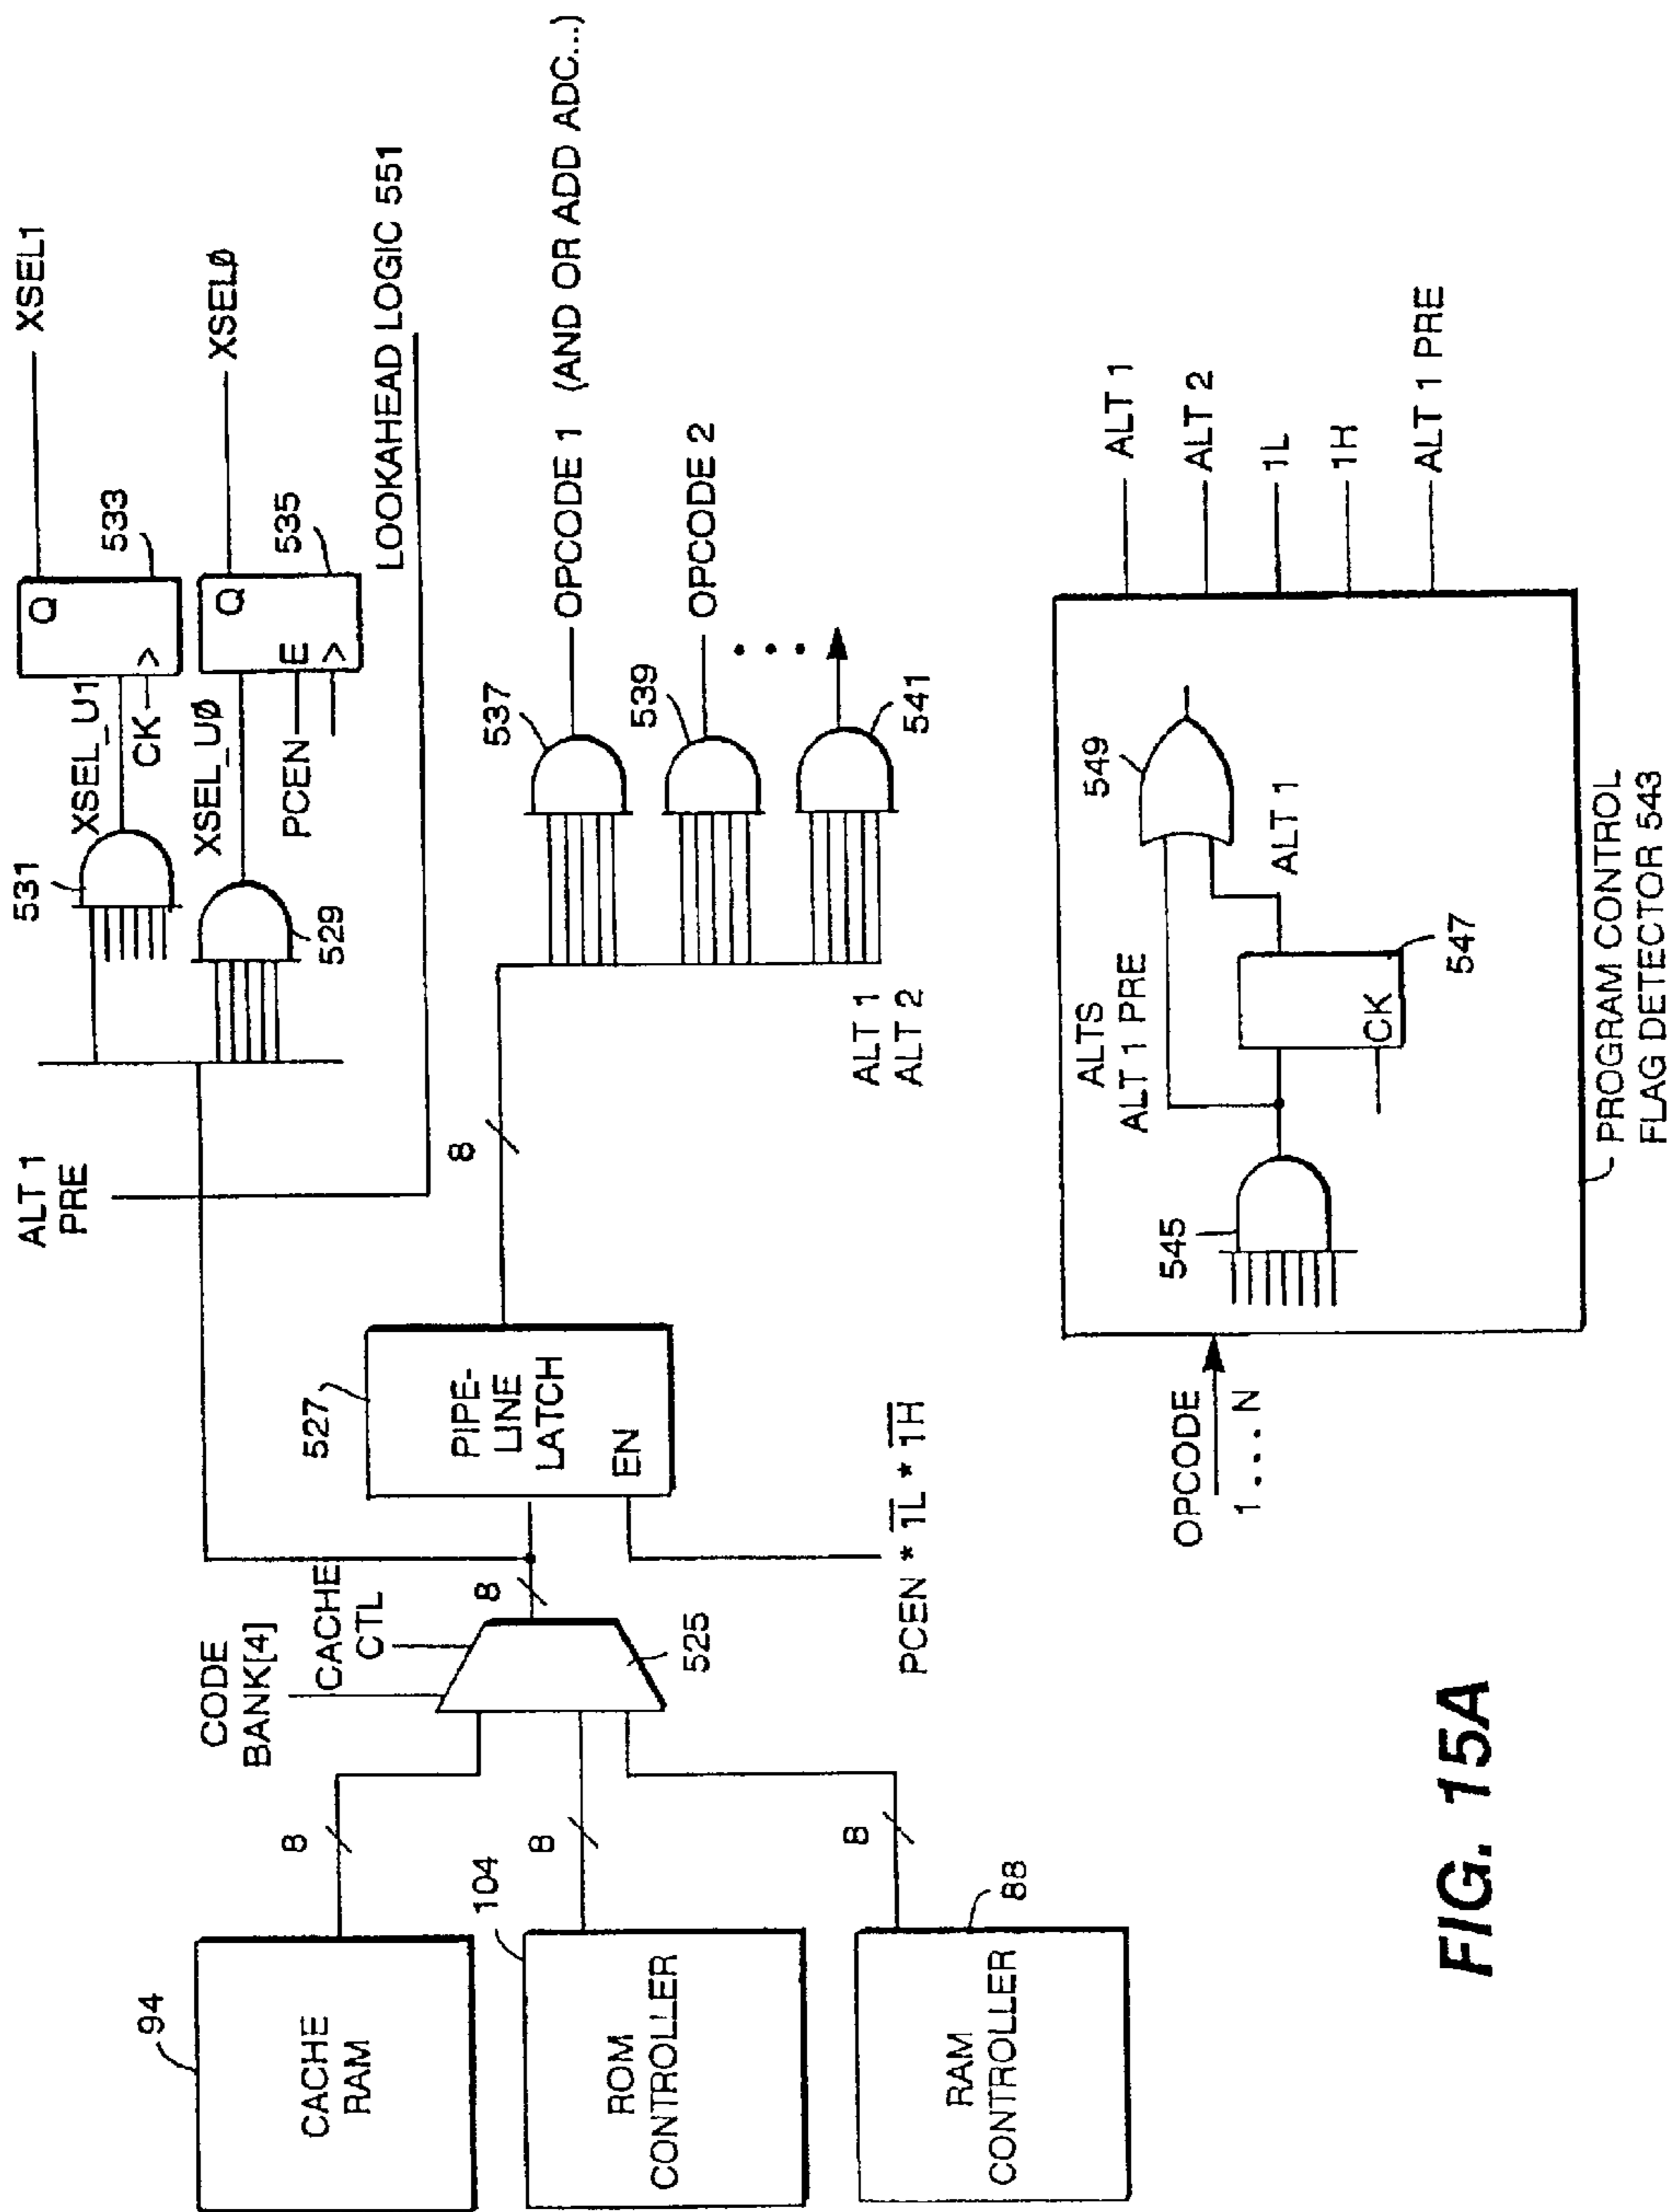 94
CACHE
RAM
104
ROM
CONTROLLER
88
RAM
CONTROLLER
8
8
8
CODE
BANK[4]
CACHE
CTL
525
8
527
PIPE-
LINE
LATCH
EN
PCEN * 1L * 1H
8
ALT 1
PRE
531
529
XSEL_U1
XSEL_UØ
CK
PCEN
Q
>
533
Q
E
>
535
XSEL1
XSELØ
LOOKAHEAD LOGIC 551
537
539
541
ALT 1
ALT 2
OPCODE 1 (AND OR ADD ADC...)
OPCODE 2
OPCODE
1...N
545
ALTS
ALT 1 PRE
CK
547
ALT 1
549
ALT 1
ALT 2
1L
1H
ALT 1 PRE
PROGRAM CONTROL
FLAG DETECTOR 543
FIG. 15A